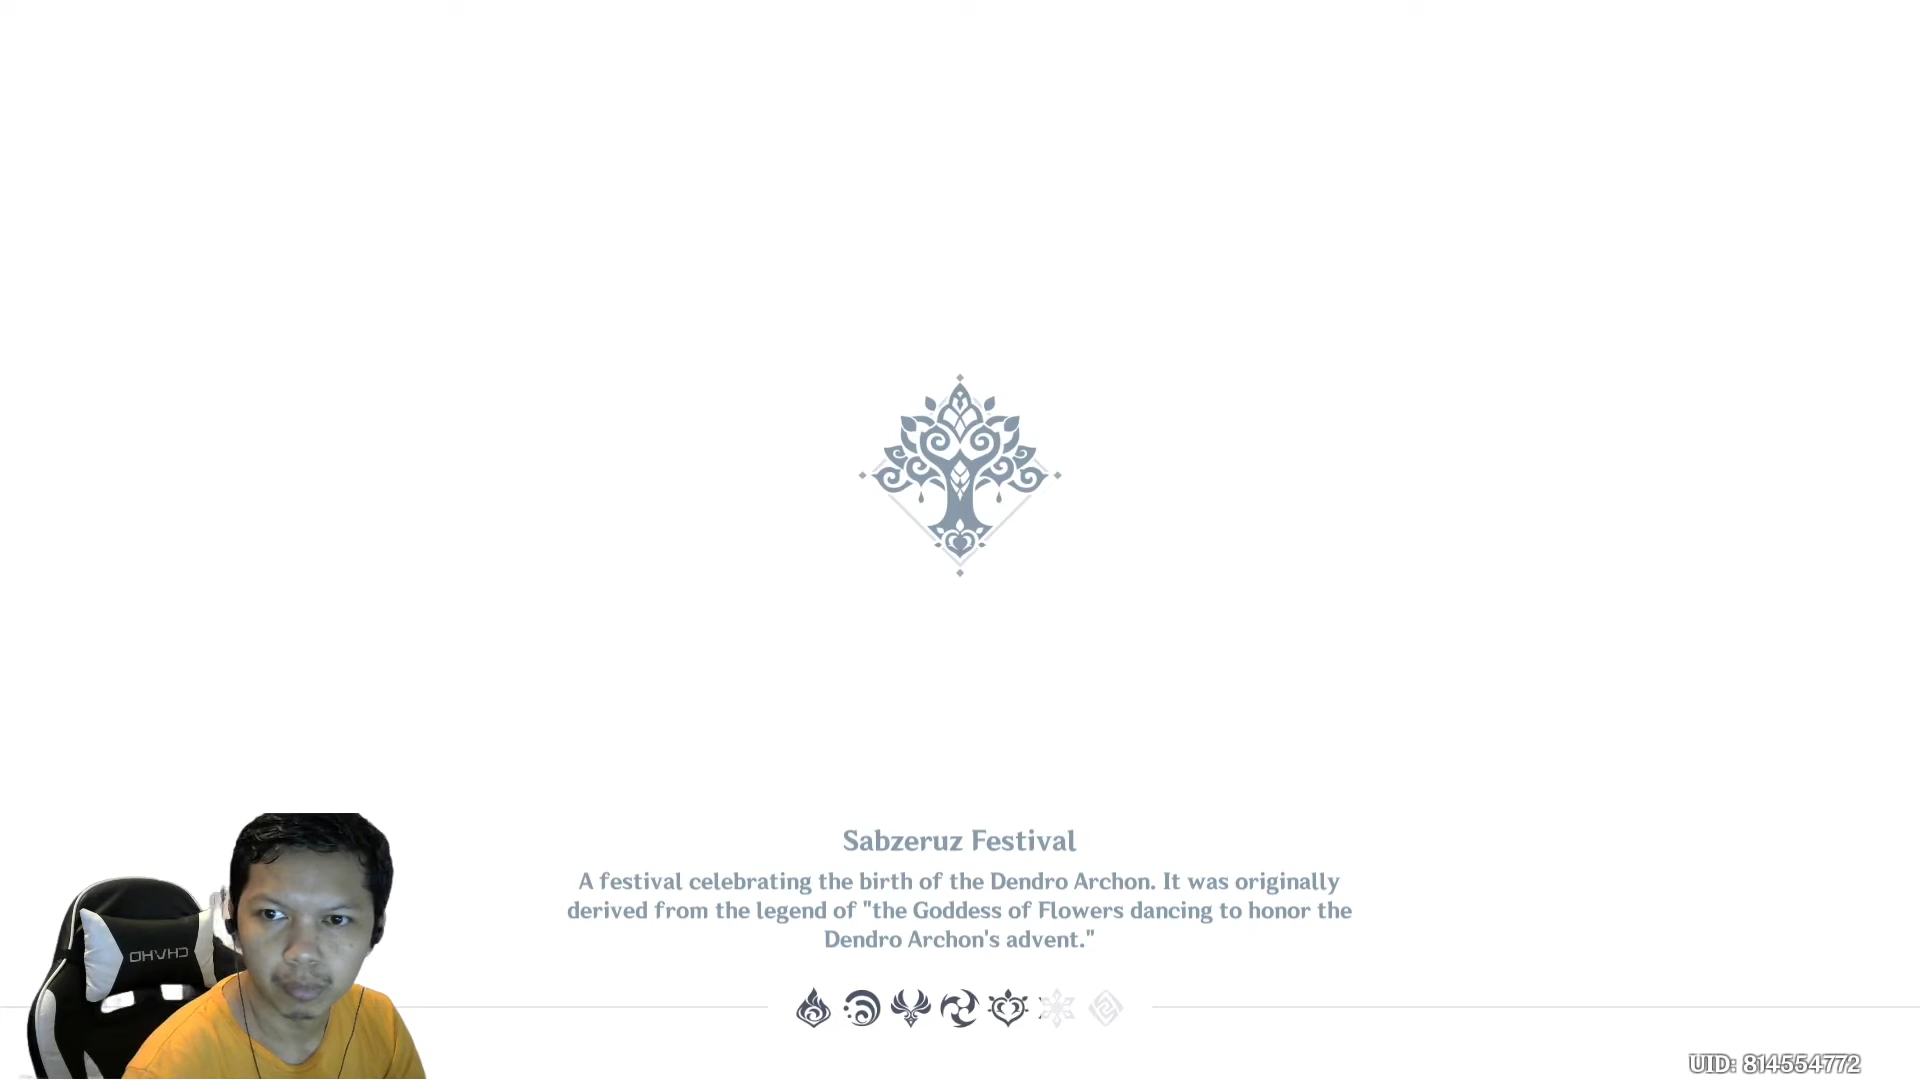 Sabzeruz Festival
A festival celebrating the birth of the Dendro Archon. It was originally
derived from the legend of "the Goddess of Flowers dancing to honor the
Dendro Archon's advent."
OHVHO
UID: 814554772